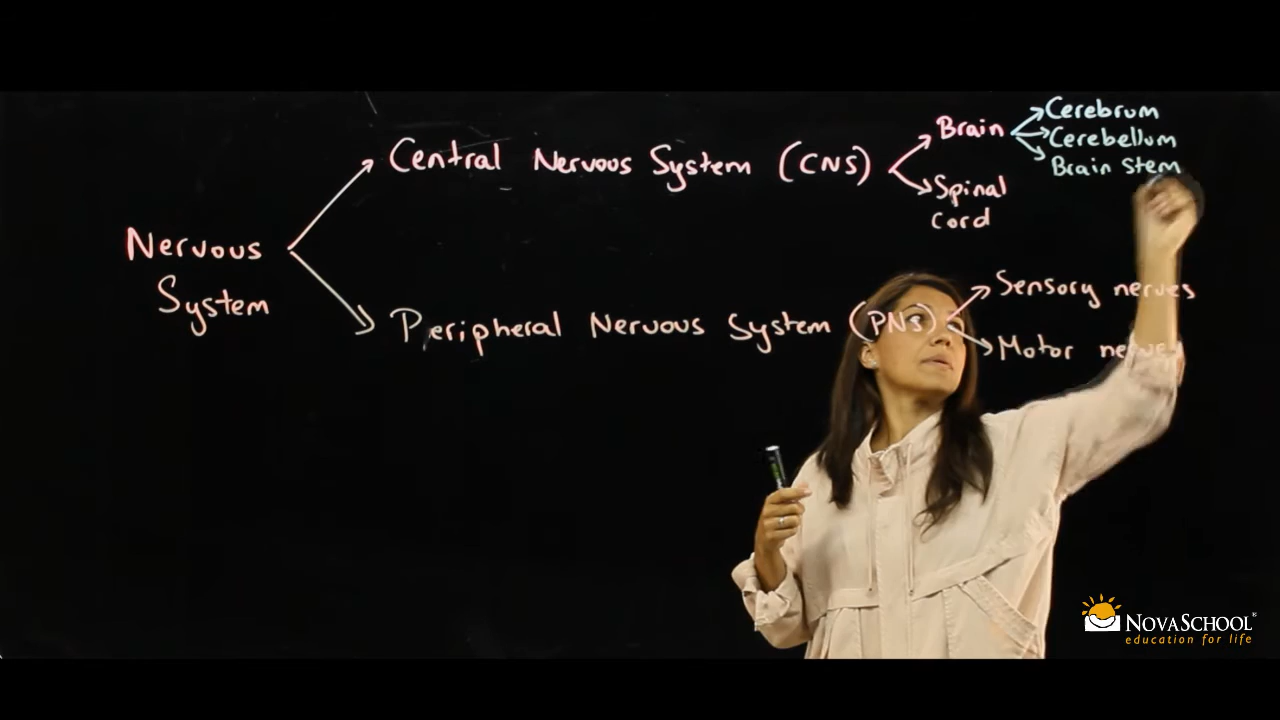 Nervous
System
Central Nervous System (CNS)
Brain
Cerebrum
Cerebellum
Brain stem
Spinal
cord
Peripheral Nervous System (PNS)
Sensory nerves
Motor nerves
NOVASCHOOL®
education for life